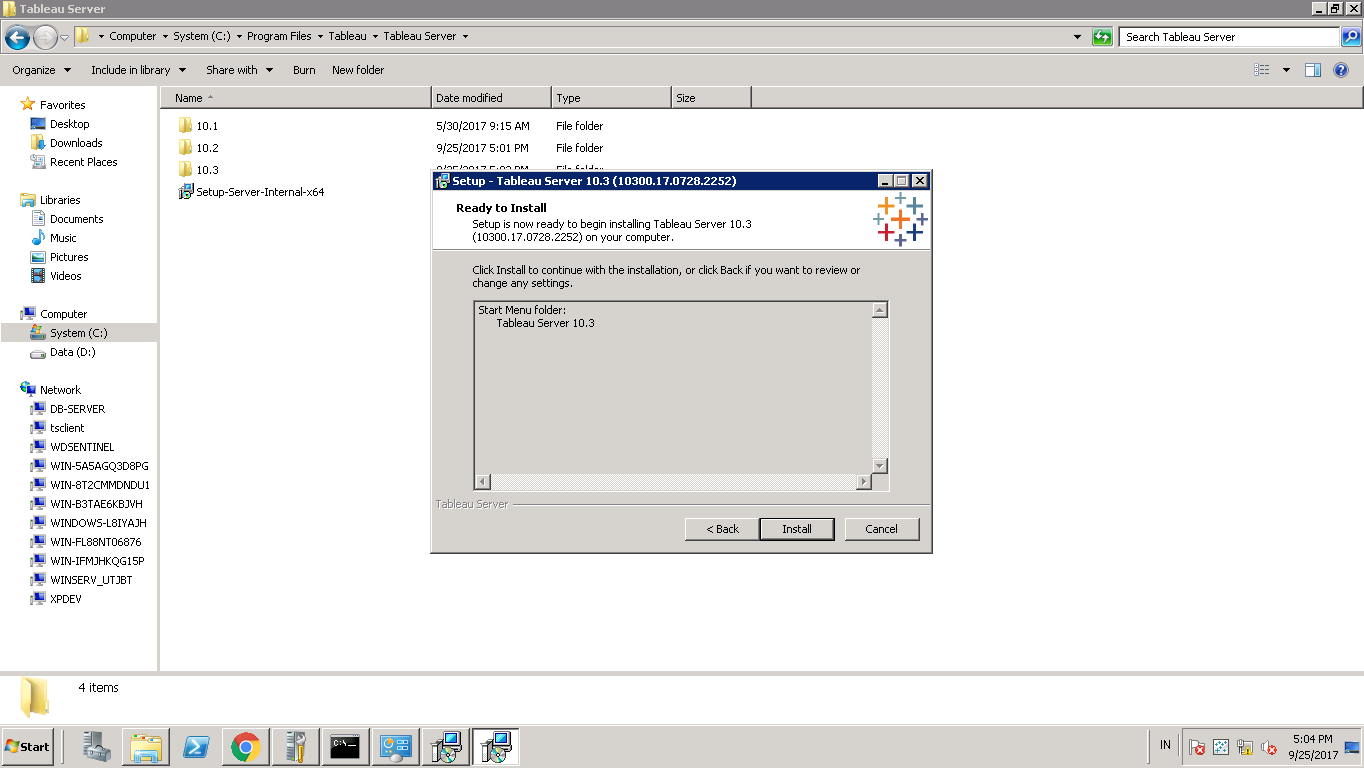 Tableau Server
Computer System (C:) Program Files Tableau Tableau Server
Search Tableau Server
Organize Include in library Share with Burn New folder
Name Date modified Type Size
Favorites
Desktop
Downloads
Recent Places
Libraries
Documents
Music
Pictures
Videos
Computer
System (C:)
Data (D:)
Network
DB-SERVER
tsclient
WDSENTINEL
WIN-5A5AGQ3D8PG
WIN-8T2CMMDNDU1
WIN-B3TAE6KBJVH
WINDOWS-L8IYAJH
WIN-FL88NT06876
WIN-IFMJHKQG15P
WINSERV_UTJBT
XPDEV
10.1 5/30/2017 9:15 AM File folder
10.2 9/25/2017 5:01 PM File folder
10.3
Setup-Server-Internal-x64
Setup - Tableau Server 10.3 (10300.17.0728.2252)
Ready to Install
Setup is now ready to begin installing Tableau Server 10.3
(10300.17.0728.2252) on your computer.
Click Install to continue with the installation, or click Back if you want to review or
change any settings.
Start Menu folder:
Tableau Server 10.3
Tableau Server
< Back Install Cancel
4 items
Start
C:\_
IN
5:04 PM
9/25/2017